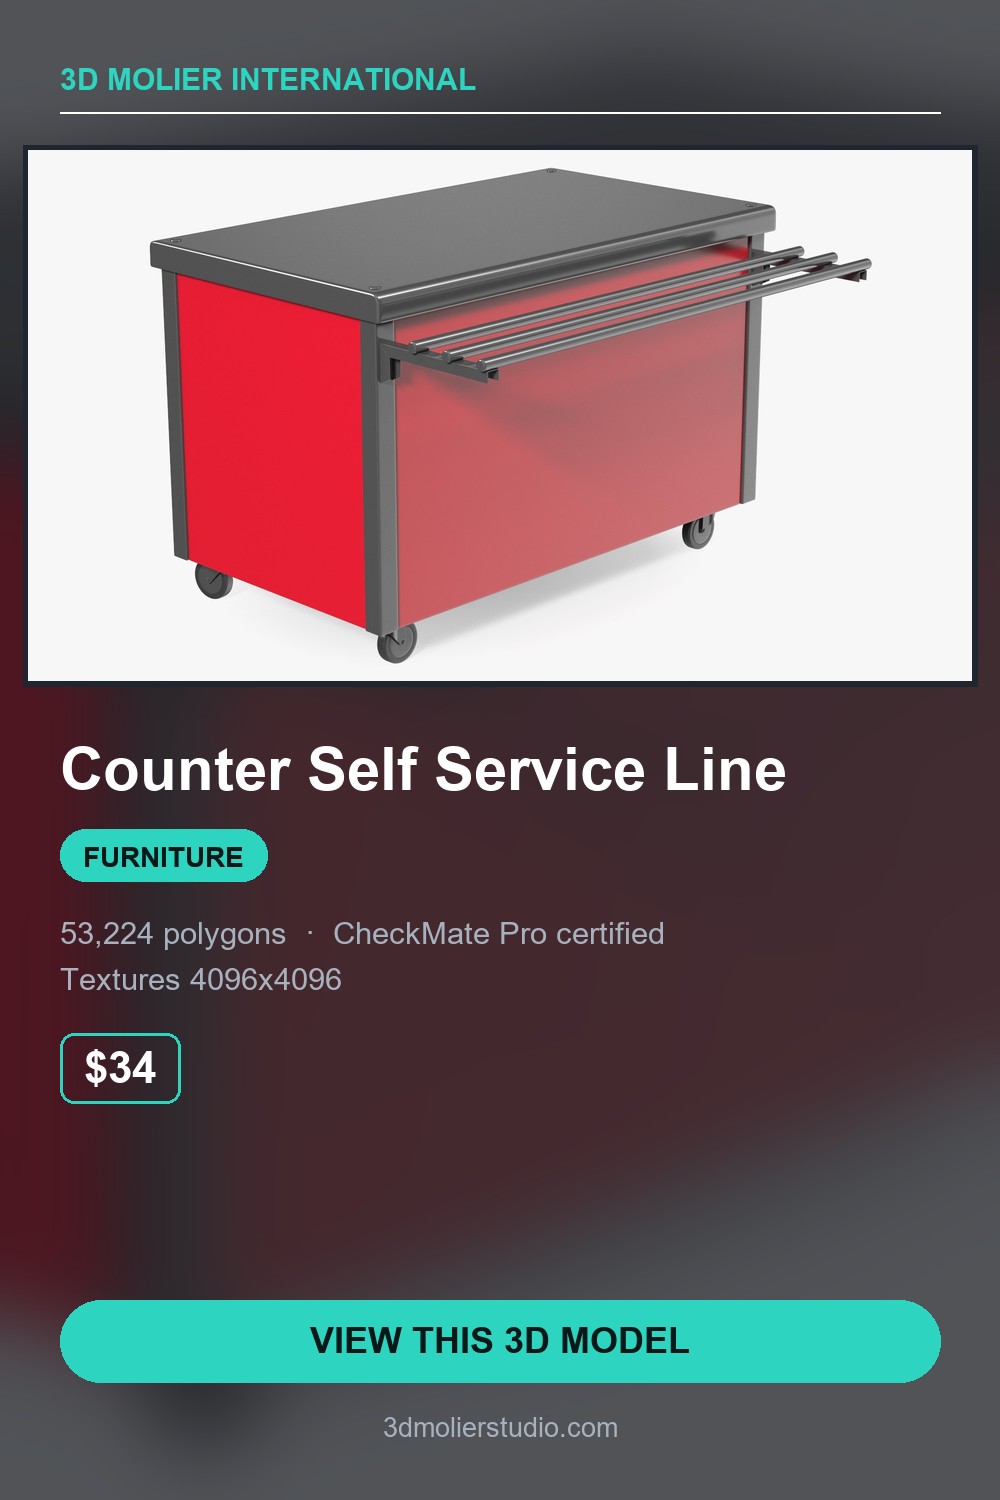 3D MOLIER INTERNATIONAL
Counter Self Service Line
FURNITURE
53,224 polygons · CheckMate Pro certified
Textures 4096x4096
$34
VIEW THIS 3D MODEL
3dmolierstudio.com